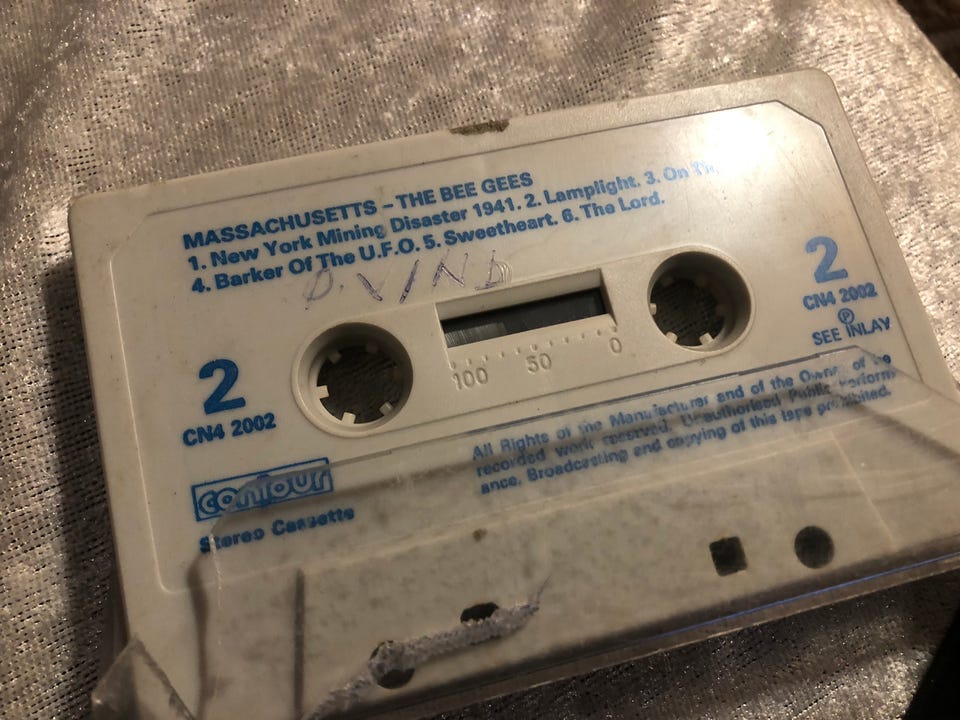 MASSACHUSETTS – THE BEE GEES
1. New York Mining Disaster 1941. 2. Lamplight. 3. On
4. Barker Of The U.F.O. 5. Sweetheart. 6. The Lord.
D. VIND
2
CN4 2002
Ⓟ
SEE INLAY
100 50 0
2
CN4 2002
All Rights of the Manufacturer and of the Owner of the
recorded work reserved. Unauthorised Public Perform-
ance, Broadcasting and copying of this tape prohibited.
contour
Stereo Cassette